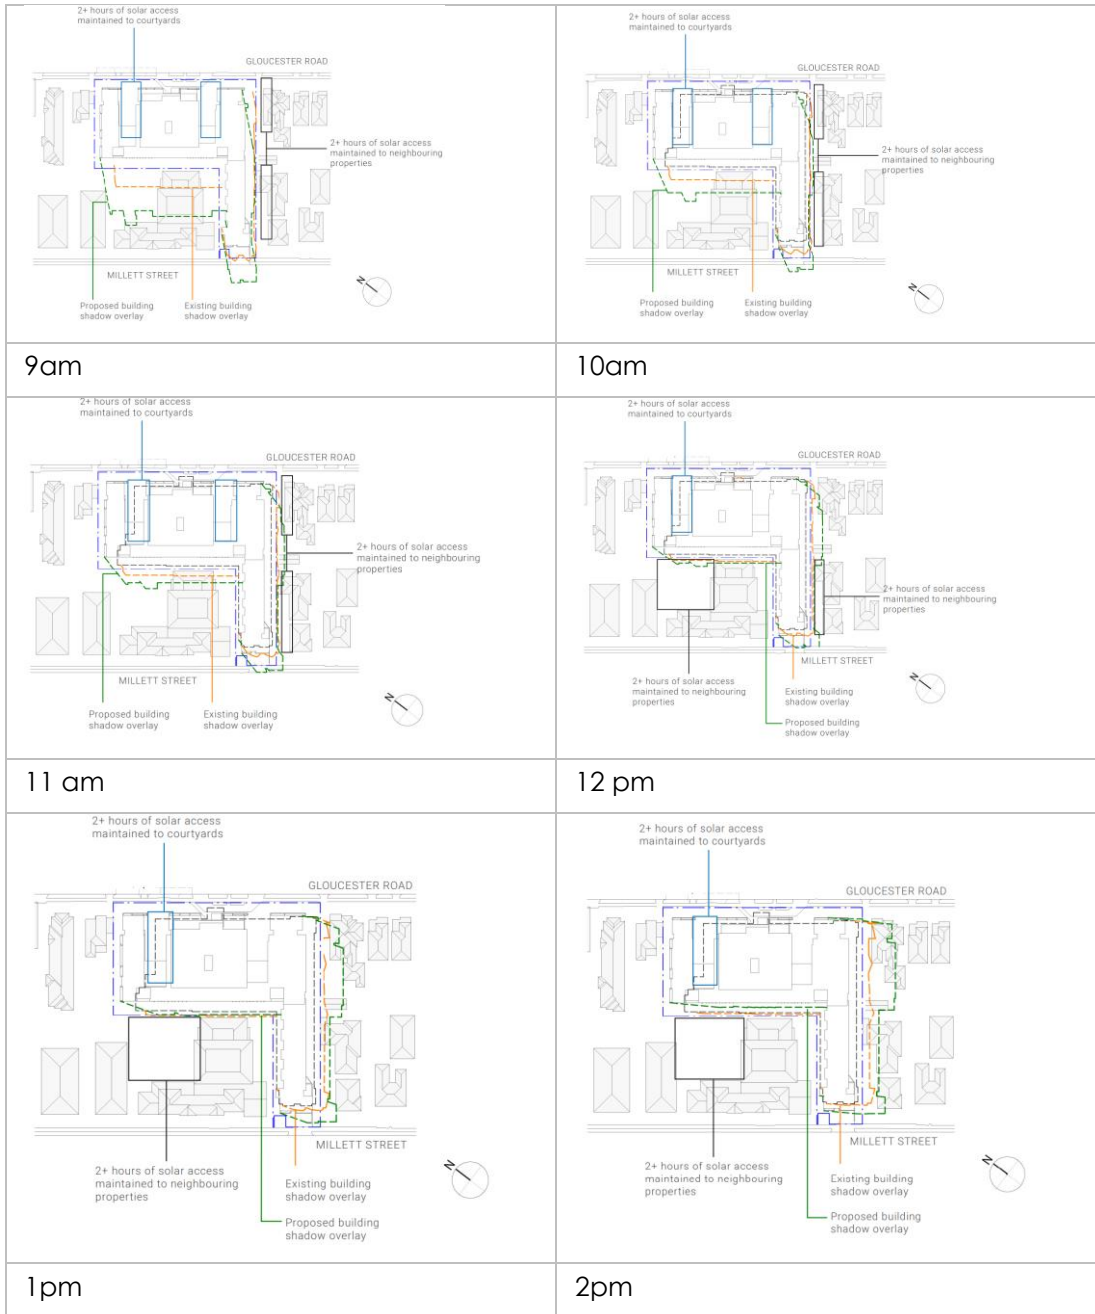 2+ hours of solar access
maintained to courtyards
GLOUCESTER ROAD
2+ hours of solar access
maintained to neighbouring
properties
MILLETT STREET
N
Proposed building
shadow overlay
Existing building
shadow overlay
9am
2+ hours of solar access
maintained to courtyards
GLOUCESTER ROAD
2+ hours of solar access
maintained to neighbouring
properties
MILLETT STREET
N
Proposed building
shadow overlay
Existing building
shadow overlay
10am
2+ hours of solar access
maintained to courtyards
GLOUCESTER ROAD
2+ hours of solar access
maintained to neighbouring
properties
MILLETT STREET
N
Proposed building
shadow overlay
Existing building
shadow overlay
11 am
2+ hours of solar access
maintained to courtyards
GLOUCESTER ROAD
2+ hours of solar access
maintained to neighbouring
properties
MILLETT STREET
N
2+ hours of solar access
maintained to neighbouring
properties
Existing building
shadow overlay
Proposed building
shadow overlay
12 pm
2+ hours of solar access
maintained to courtyards
GLOUCESTER ROAD
MILLETT STREET
N
2+ hours of solar access
maintained to neighbouring
properties
Existing building
shadow overlay
Proposed building
shadow overlay
1pm
2+ hours of solar access
maintained to courtyards
GLOUCESTER ROAD
MILLETT STREET
N
2+ hours of solar access
maintained to neighbouring
properties
Existing building
shadow overlay
Proposed building
shadow overlay
2pm